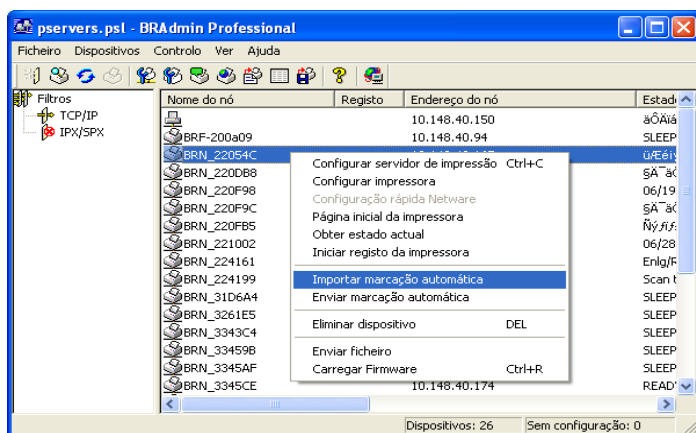 pservers.psl - BRAdmin Professional
Ficheiro Dispositivos Controlo Ver Ajuda
Filtros
TCP/IP
IPX/SPX
Nome do nó Registo Endereço do nó Estad
10.148.40.150
BRF-200a09 10.148.40.94 SLEEP
BRN_22054C
BRN_220DB8
BRN_220F98 06/19
BRN_220F9C
BRN_220FB5
BRN_221002 06/28
BRN_224161 Enlg/F
BRN_224199 Scan t
BRN_31D6A4 SLEEP
BRN_3261E5 SLEEP
BRN_3343C4 SLEEP
BRN_33459B SLEEP
BRN_3345AF SLEEP
BRN_3345CE 10.148.40.174 READY
Configurar servidor de impressão Ctrl+C
Configurar impressora
Configuração rápida Netware
Página inicial da impressora
Obter estado actual
Iniciar registo da impressora
Importar marcação automática
Enviar marcação automática
Eliminar dispositivo DEL
Enviar ficheiro
Carregar Firmware Ctrl+R
Dispositivos: 26 Sem configuração: 0